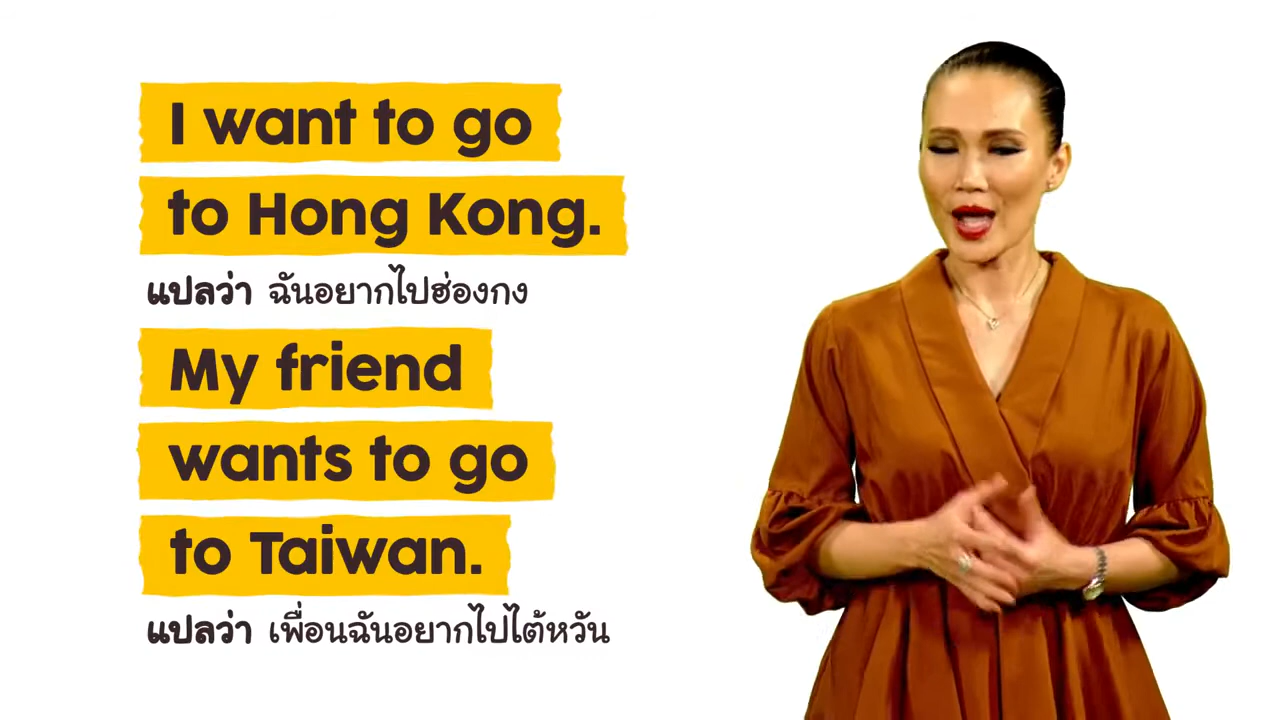 I want to go
to Hong Kong.
แปลว่า ฉันอยากไปฮ่องกง
My friend
wants to go
to Taiwan.
แปลว่า เพื่อนฉันอยากไปไต้หวัน